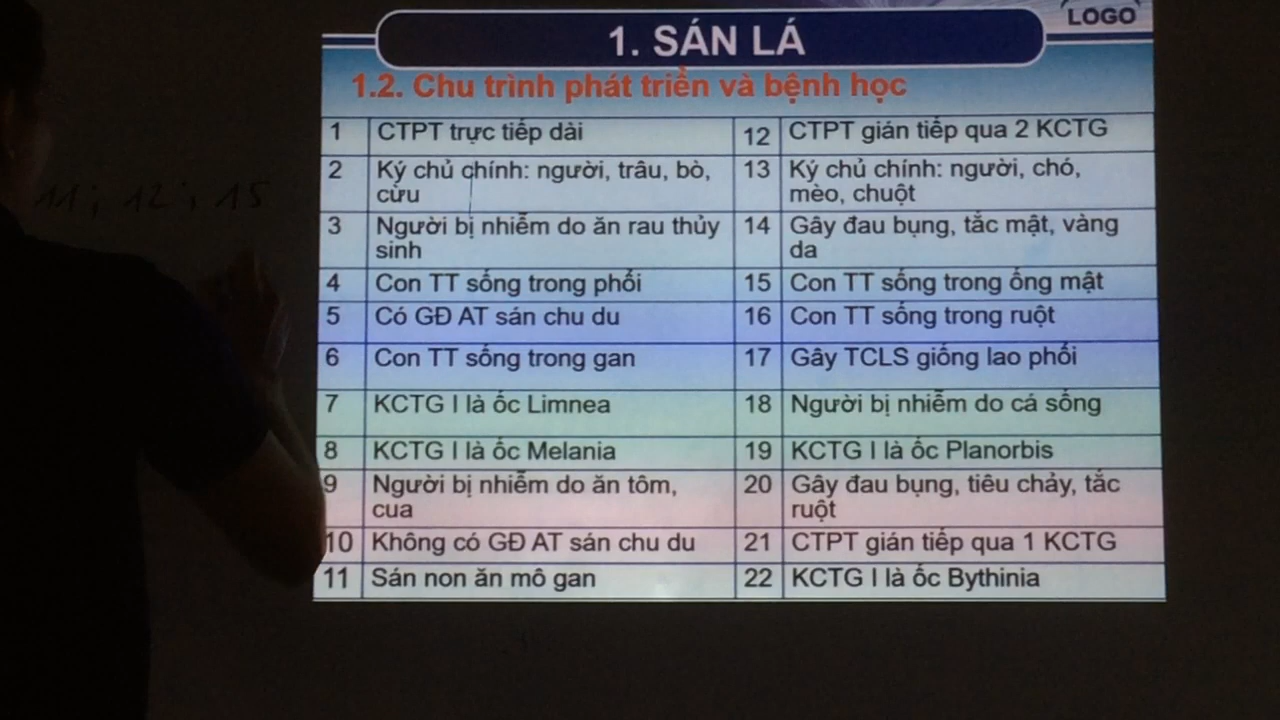 LOGO
1. SÁN LÁ
1.2. Chu trình phát triển và bệnh học
1 CTPT trực tiếp dài 12 CTPT gián tiếp qua 2 KCTG
2 Ký chủ chính: người, trâu, bò, 13 Ký chủ chính: người, chó,
cừu mèo, chuột
3 Người bị nhiễm do ăn rau thủy 14 Gây đau bụng, tắc mật, vàng
sinh da
4 Con TT sống trong phổi 15 Con TT sống trong ống mật
5 Có GĐ AT sán chu du 16 Con TT sống trong ruột
6 Con TT sống trong gan 17 Gây TCLS giống lao phổi
7 KCTG I là ốc Limnea 18 Người bị nhiễm do cá sống
8 KCTG I là ốc Melania 19 KCTG I là ốc Planorbis
9 Người bị nhiễm do ăn tôm, 20 Gây đau bụng, tiêu chảy, tắc
cua ruột
10 Không có GĐ AT sán chu du 21 CTPT gián tiếp qua 1 KCTG
11 Sán non ăn mô gan 22 KCTG I là ốc Bythinia
11; 12; 15